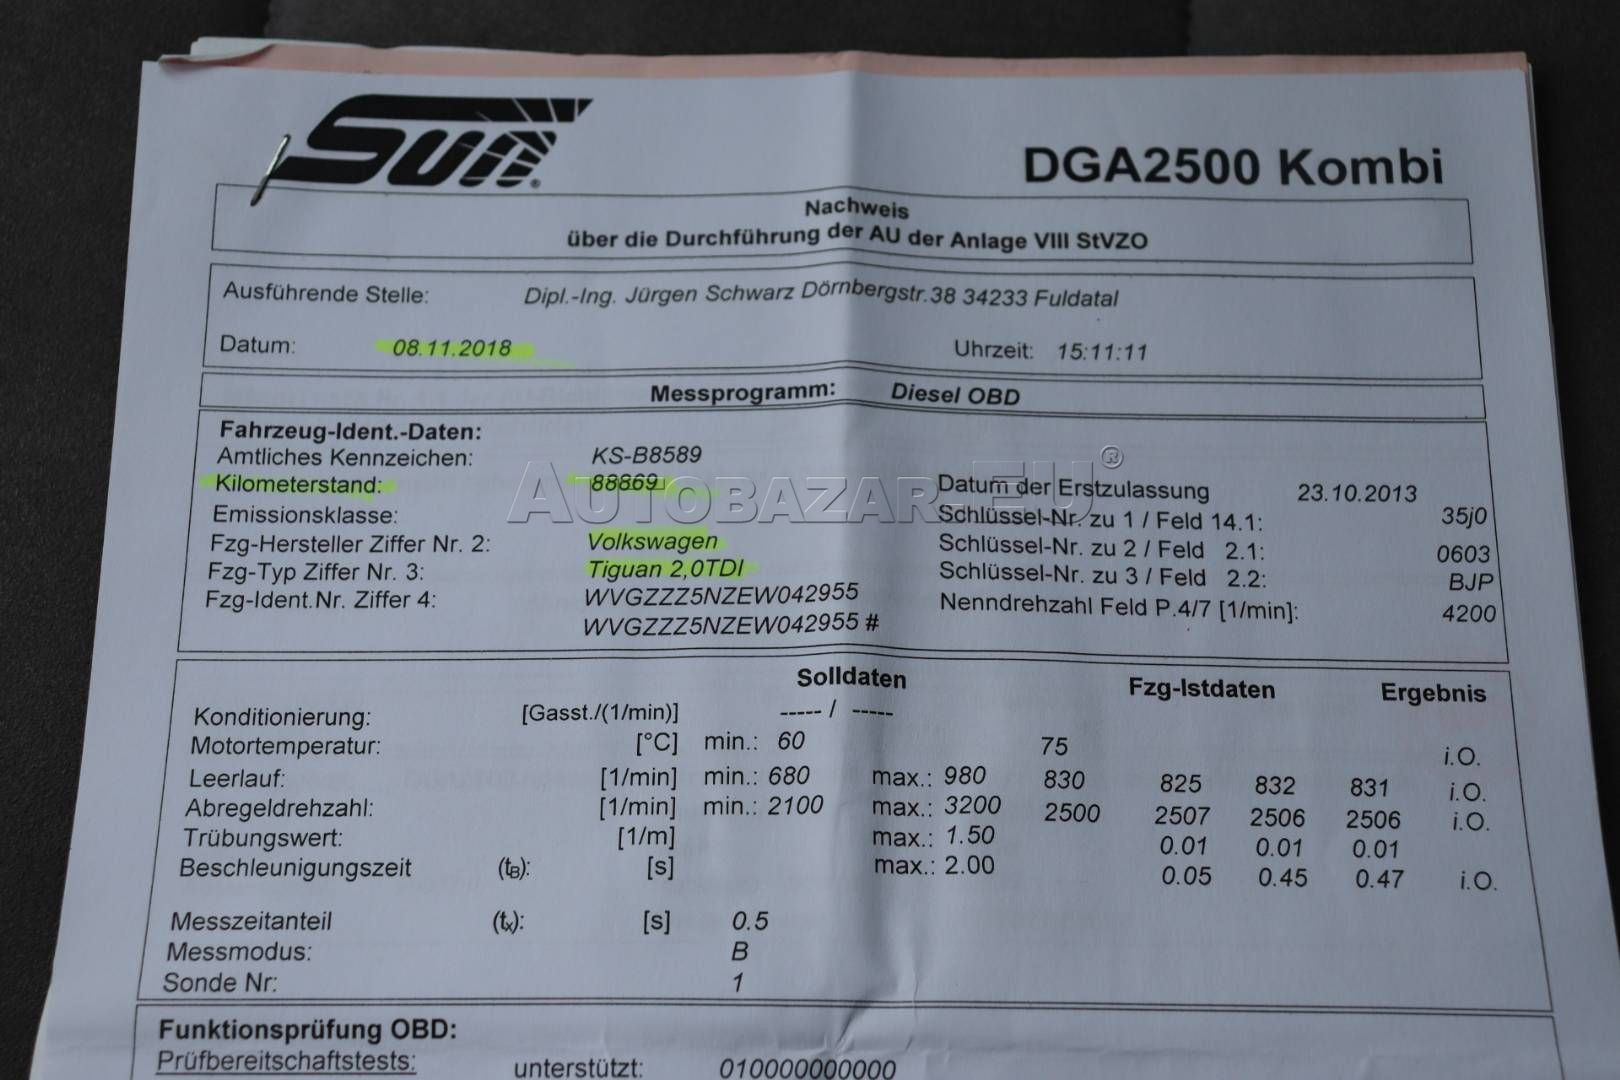 Sun®
DGA2500 Kombi
Nachweis
über die Durchführung der AU der Anlage VIII StVZO
Ausführende Stelle: Dipl.-Ing. Jürgen Schwarz Dörnbergstr.38 34233 Fuldatal
Datum: 08.11.2018 Uhrzeit: 15:11:11
Messprogramm: Diesel OBD
Fahrzeug-Ident.-Daten:
Amtliches Kennzeichen: KS-B8589
Kilometerstand: 88869 Datum der Erstzulassung 23.10.2013
AUTOBAZAR.EU®
Emissionsklasse: Schlüssel-Nr. zu 1 / Feld 14.1: 35j0
Fzg-Hersteller Ziffer Nr. 2: Volkswagen Schlüssel-Nr. zu 2 / Feld 2.1: 0603
Fzg-Typ Ziffer Nr. 3: Tiguan 2,0TDI Schlüssel-Nr. zu 3 / Feld 2.2: BJP
Fzg-Ident.Nr. Ziffer 4: WVGZZZ5NZEW042955 Nenndrehzahl Feld P.4/7 [1/min]: 4200
WVGZZZ5NZEW042955 #
Solldaten Fzg-Istdaten Ergebnis
Konditionierung: [Gasst./(1/min)] ----- / -----
Motortemperatur: [°C] min.: 60 75 i.O.
Leerlauf: [1/min] min.: 680 max.: 980 830 825 832 831 i.O.
Abregeldrehzahl: [1/min] min.: 2100 max.: 3200 2500 2507 2506 2506 i.O.
Trübungswert: [1/m] max.: 1.50 0.01 0.01 0.01
Beschleunigungszeit (tB): [s] max.: 2.00 0.05 0.45 0.47 i.O.
Messzeitanteil (tx): [s] 0.5
Messmodus: B
Sonde Nr: 1
Funktionsprüfung OBD:
Prüfbereitschaftstests: unterstützt: 010000000000